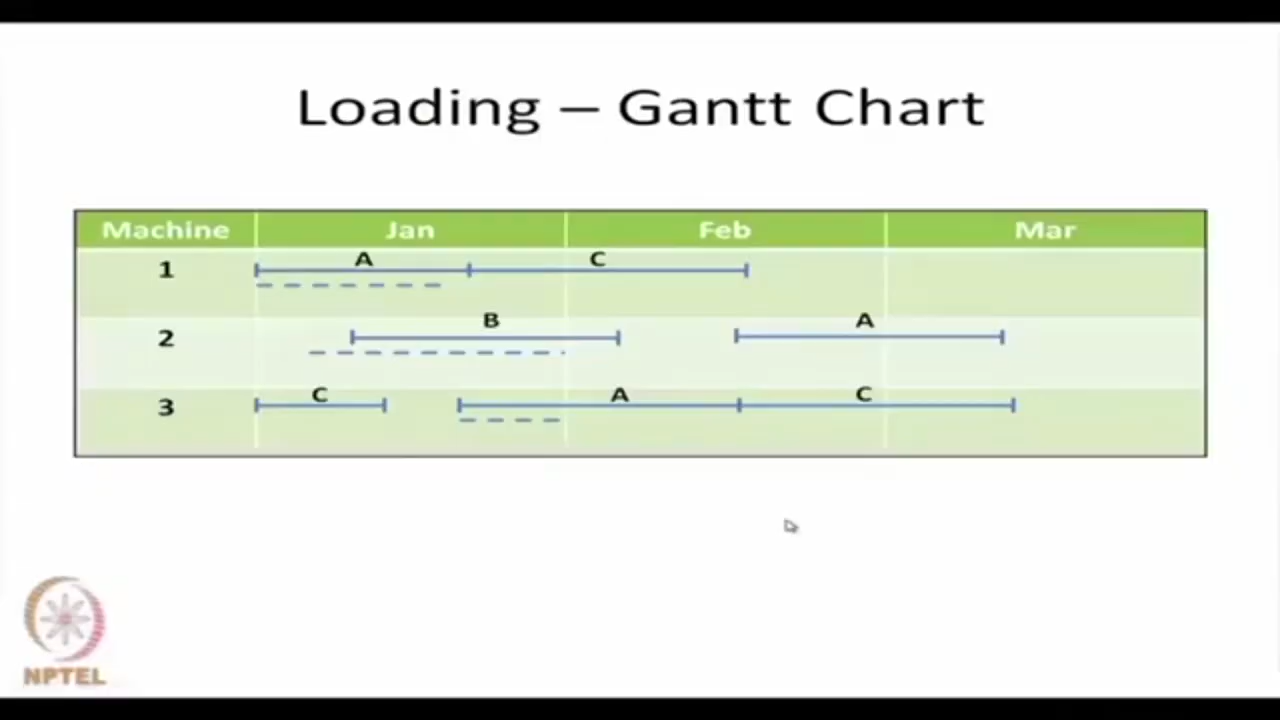 Loading – Gantt Chart
Machine Jan Feb Mar
1 A C
2 B A
3 C A C
NPTEL